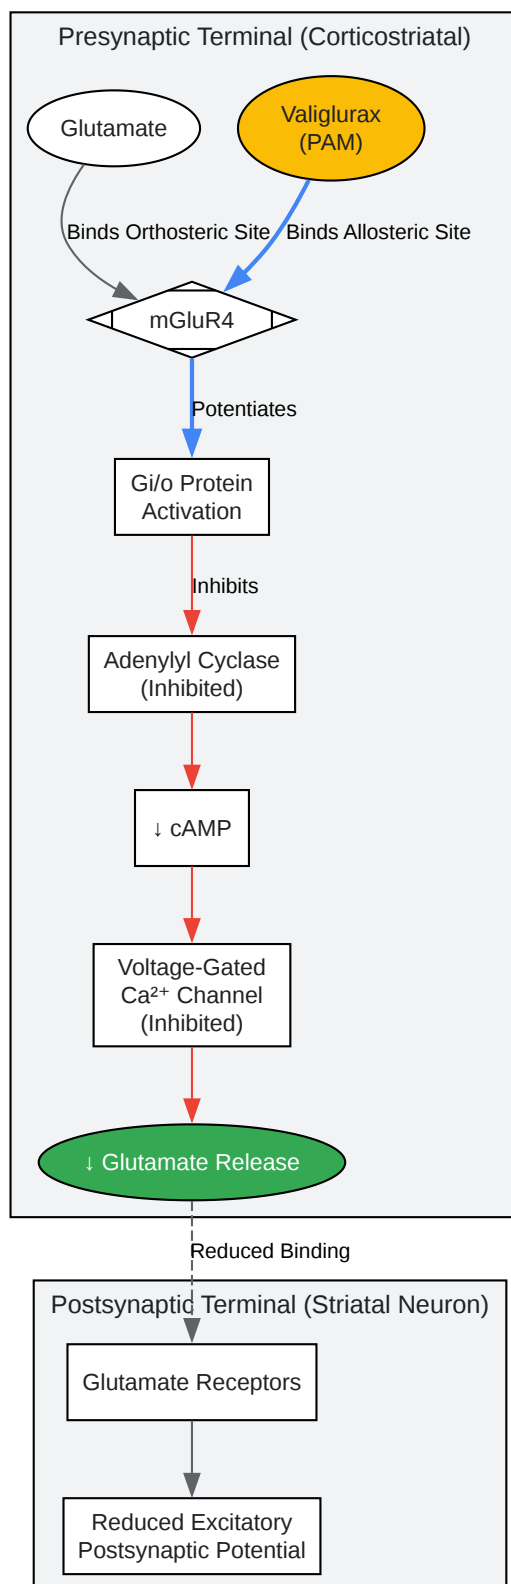 Presynaptic Terminal (Corticostriatal)
Glutamate
Valiglurax
(PAM)
Binds Orthosteric Site
Binds Allosteric Site
mGluR4
Potentiates
Gi/o Protein
Activation
Inhibits
Adenylyl Cyclase
(Inhibited)
↓ cAMP
Voltage-Gated
Ca²⁺ Channel
(Inhibited)
↓ Glutamate Release
Reduced Binding
Postsynaptic Terminal (Striatal Neuron)
Glutamate Receptors
Reduced Excitatory
Postsynaptic Potential